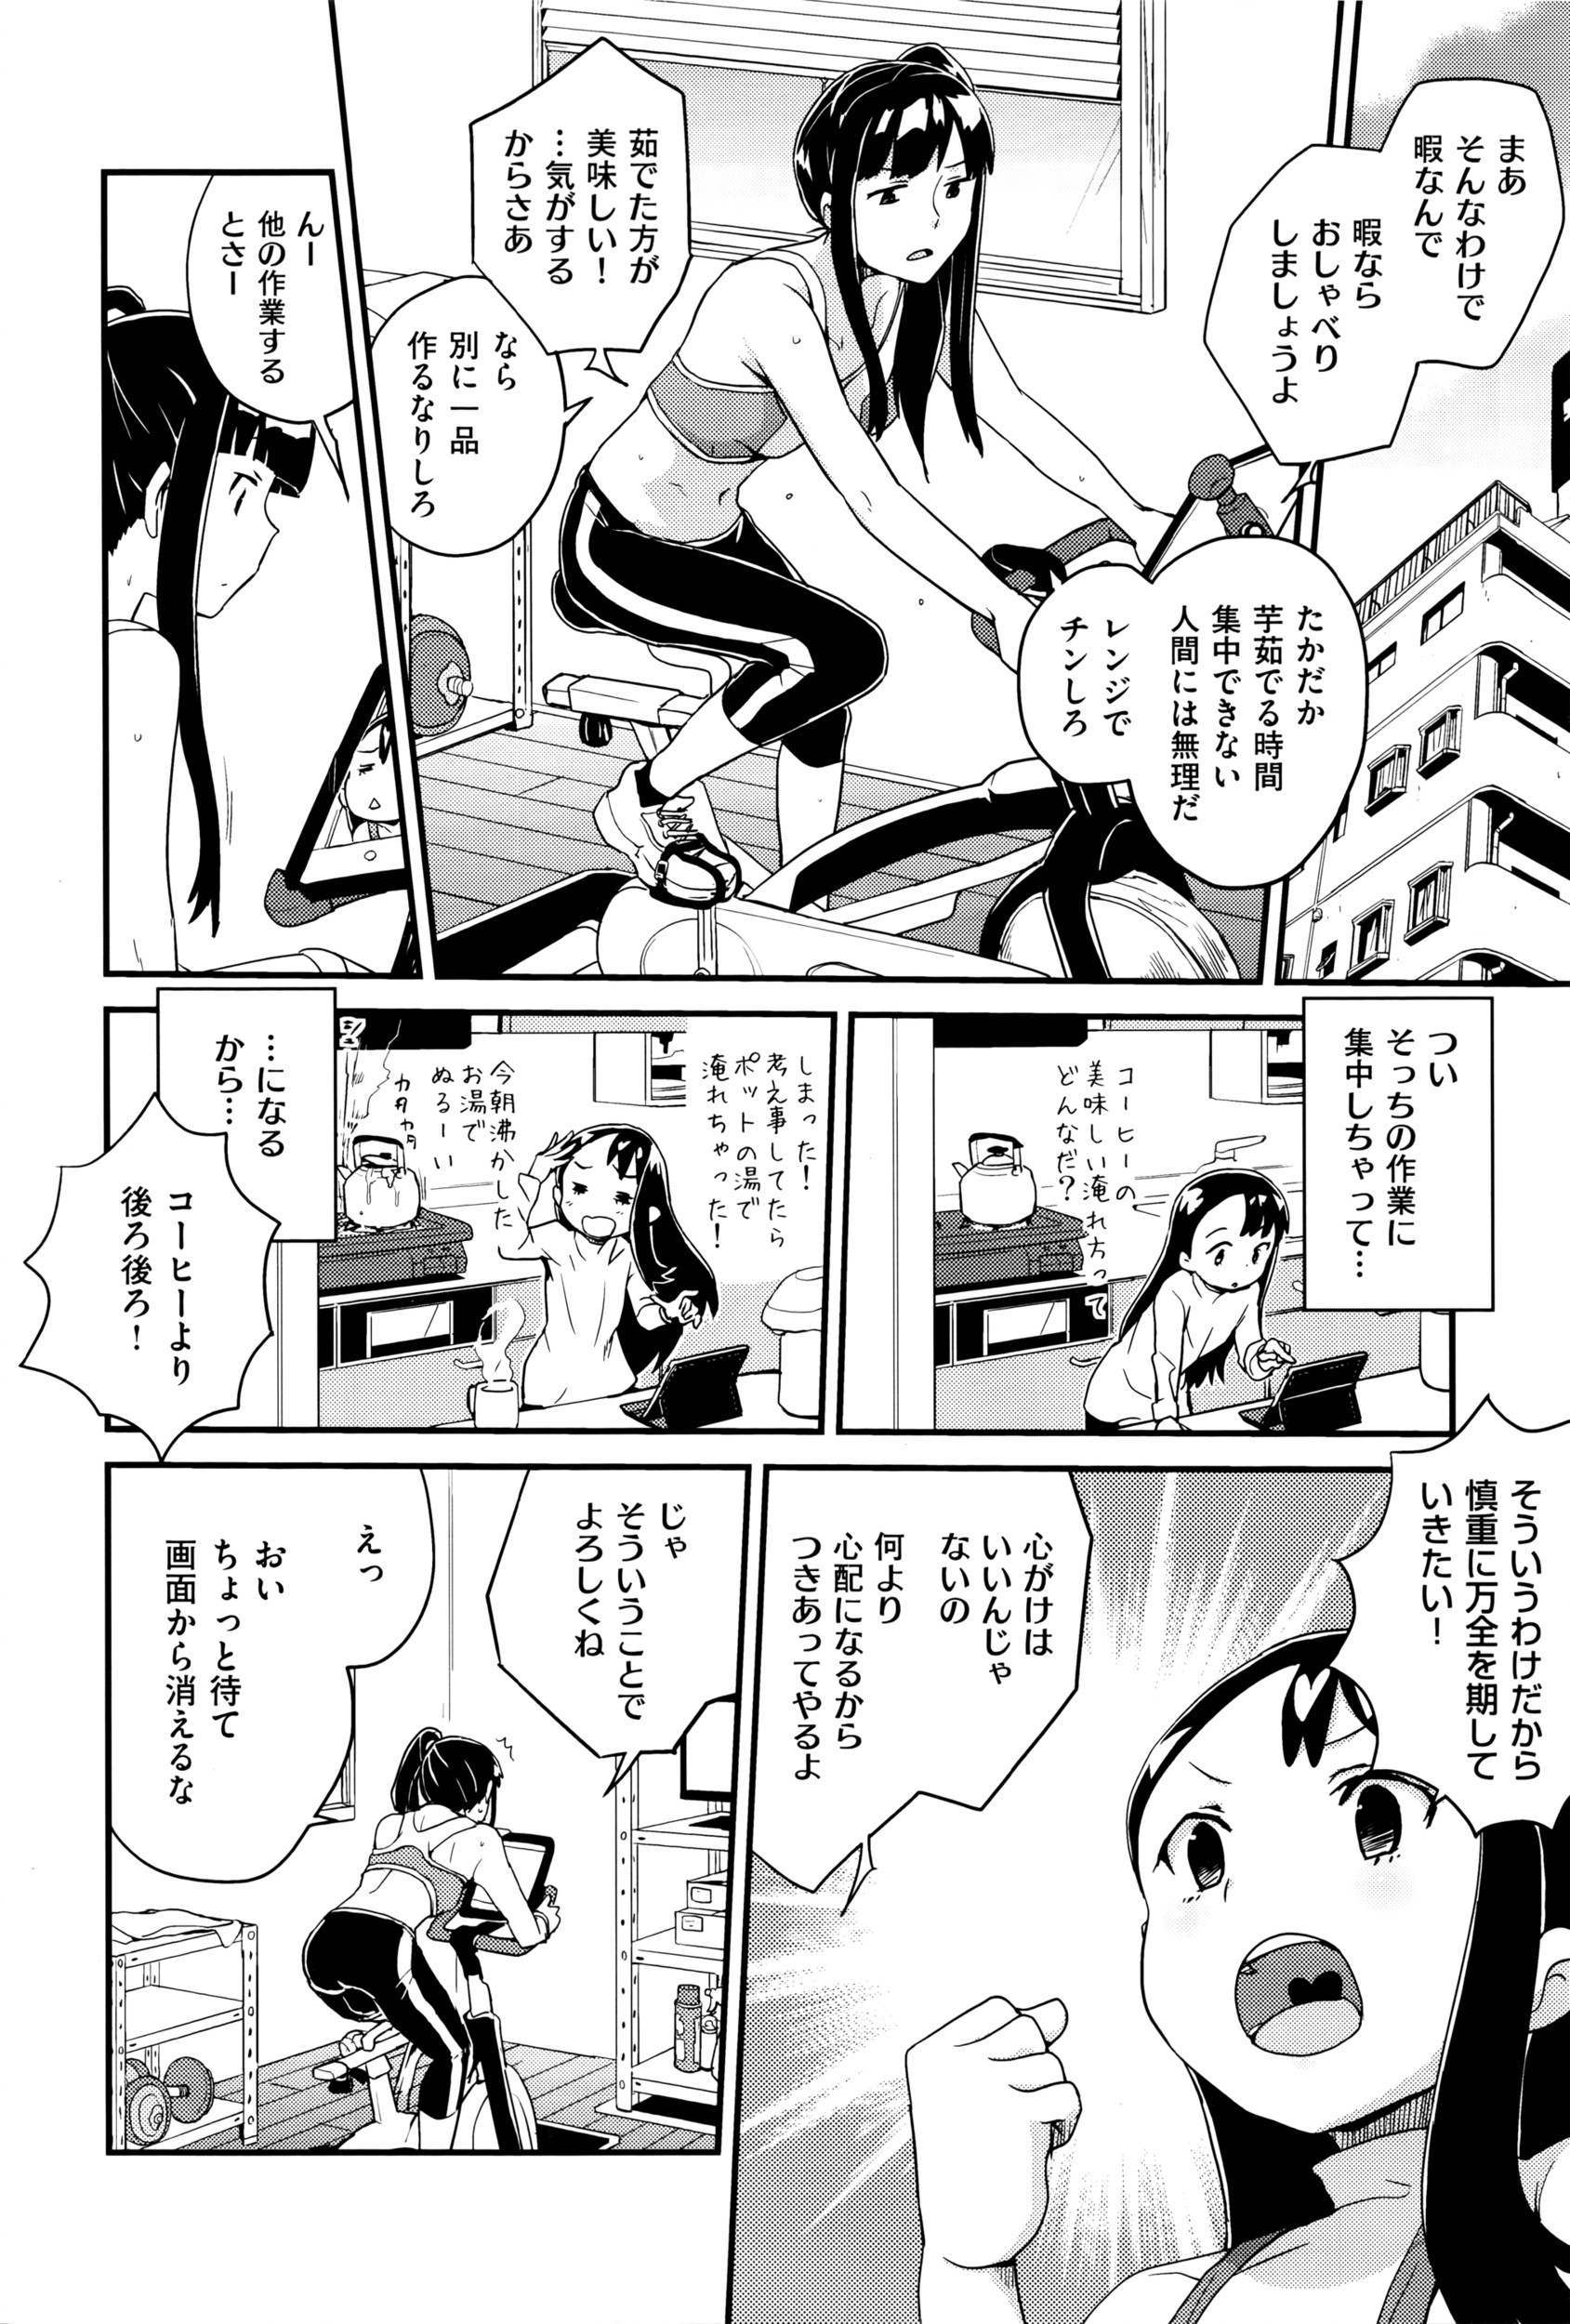 まあ
そんなわけで
暇なんで
暇なら
おしゃべり
しましょうよ
たかだか
芋茹でる時間
集中できない
人間には無理だ
レンジで
チンしろ
茹でた方が
美味しい！
…気がする
からさあ
なら
別に一品
作るなりしろ
んー
他の作業する
とさー
つい
そっちの作業に
集中しちゃって…
コーヒーの
美味しい淹れ方って
どんなだ？
しまった！
考え事してたら
ポットの湯で
淹れちゃった！
今朝沸かした
お湯で
ぬるーい
カタカタ
…になる
から…
コーヒーより
後ろ後ろ！
そういうわけだから
慎重に万全を期して
いきたい！
心がけは
いいんじゃ
ないの
何より
心配になるから
つきあってやるよ
じゃ
そういうことで
よろしくね
えっ
おい
ちょっと待て
画面から消えるな